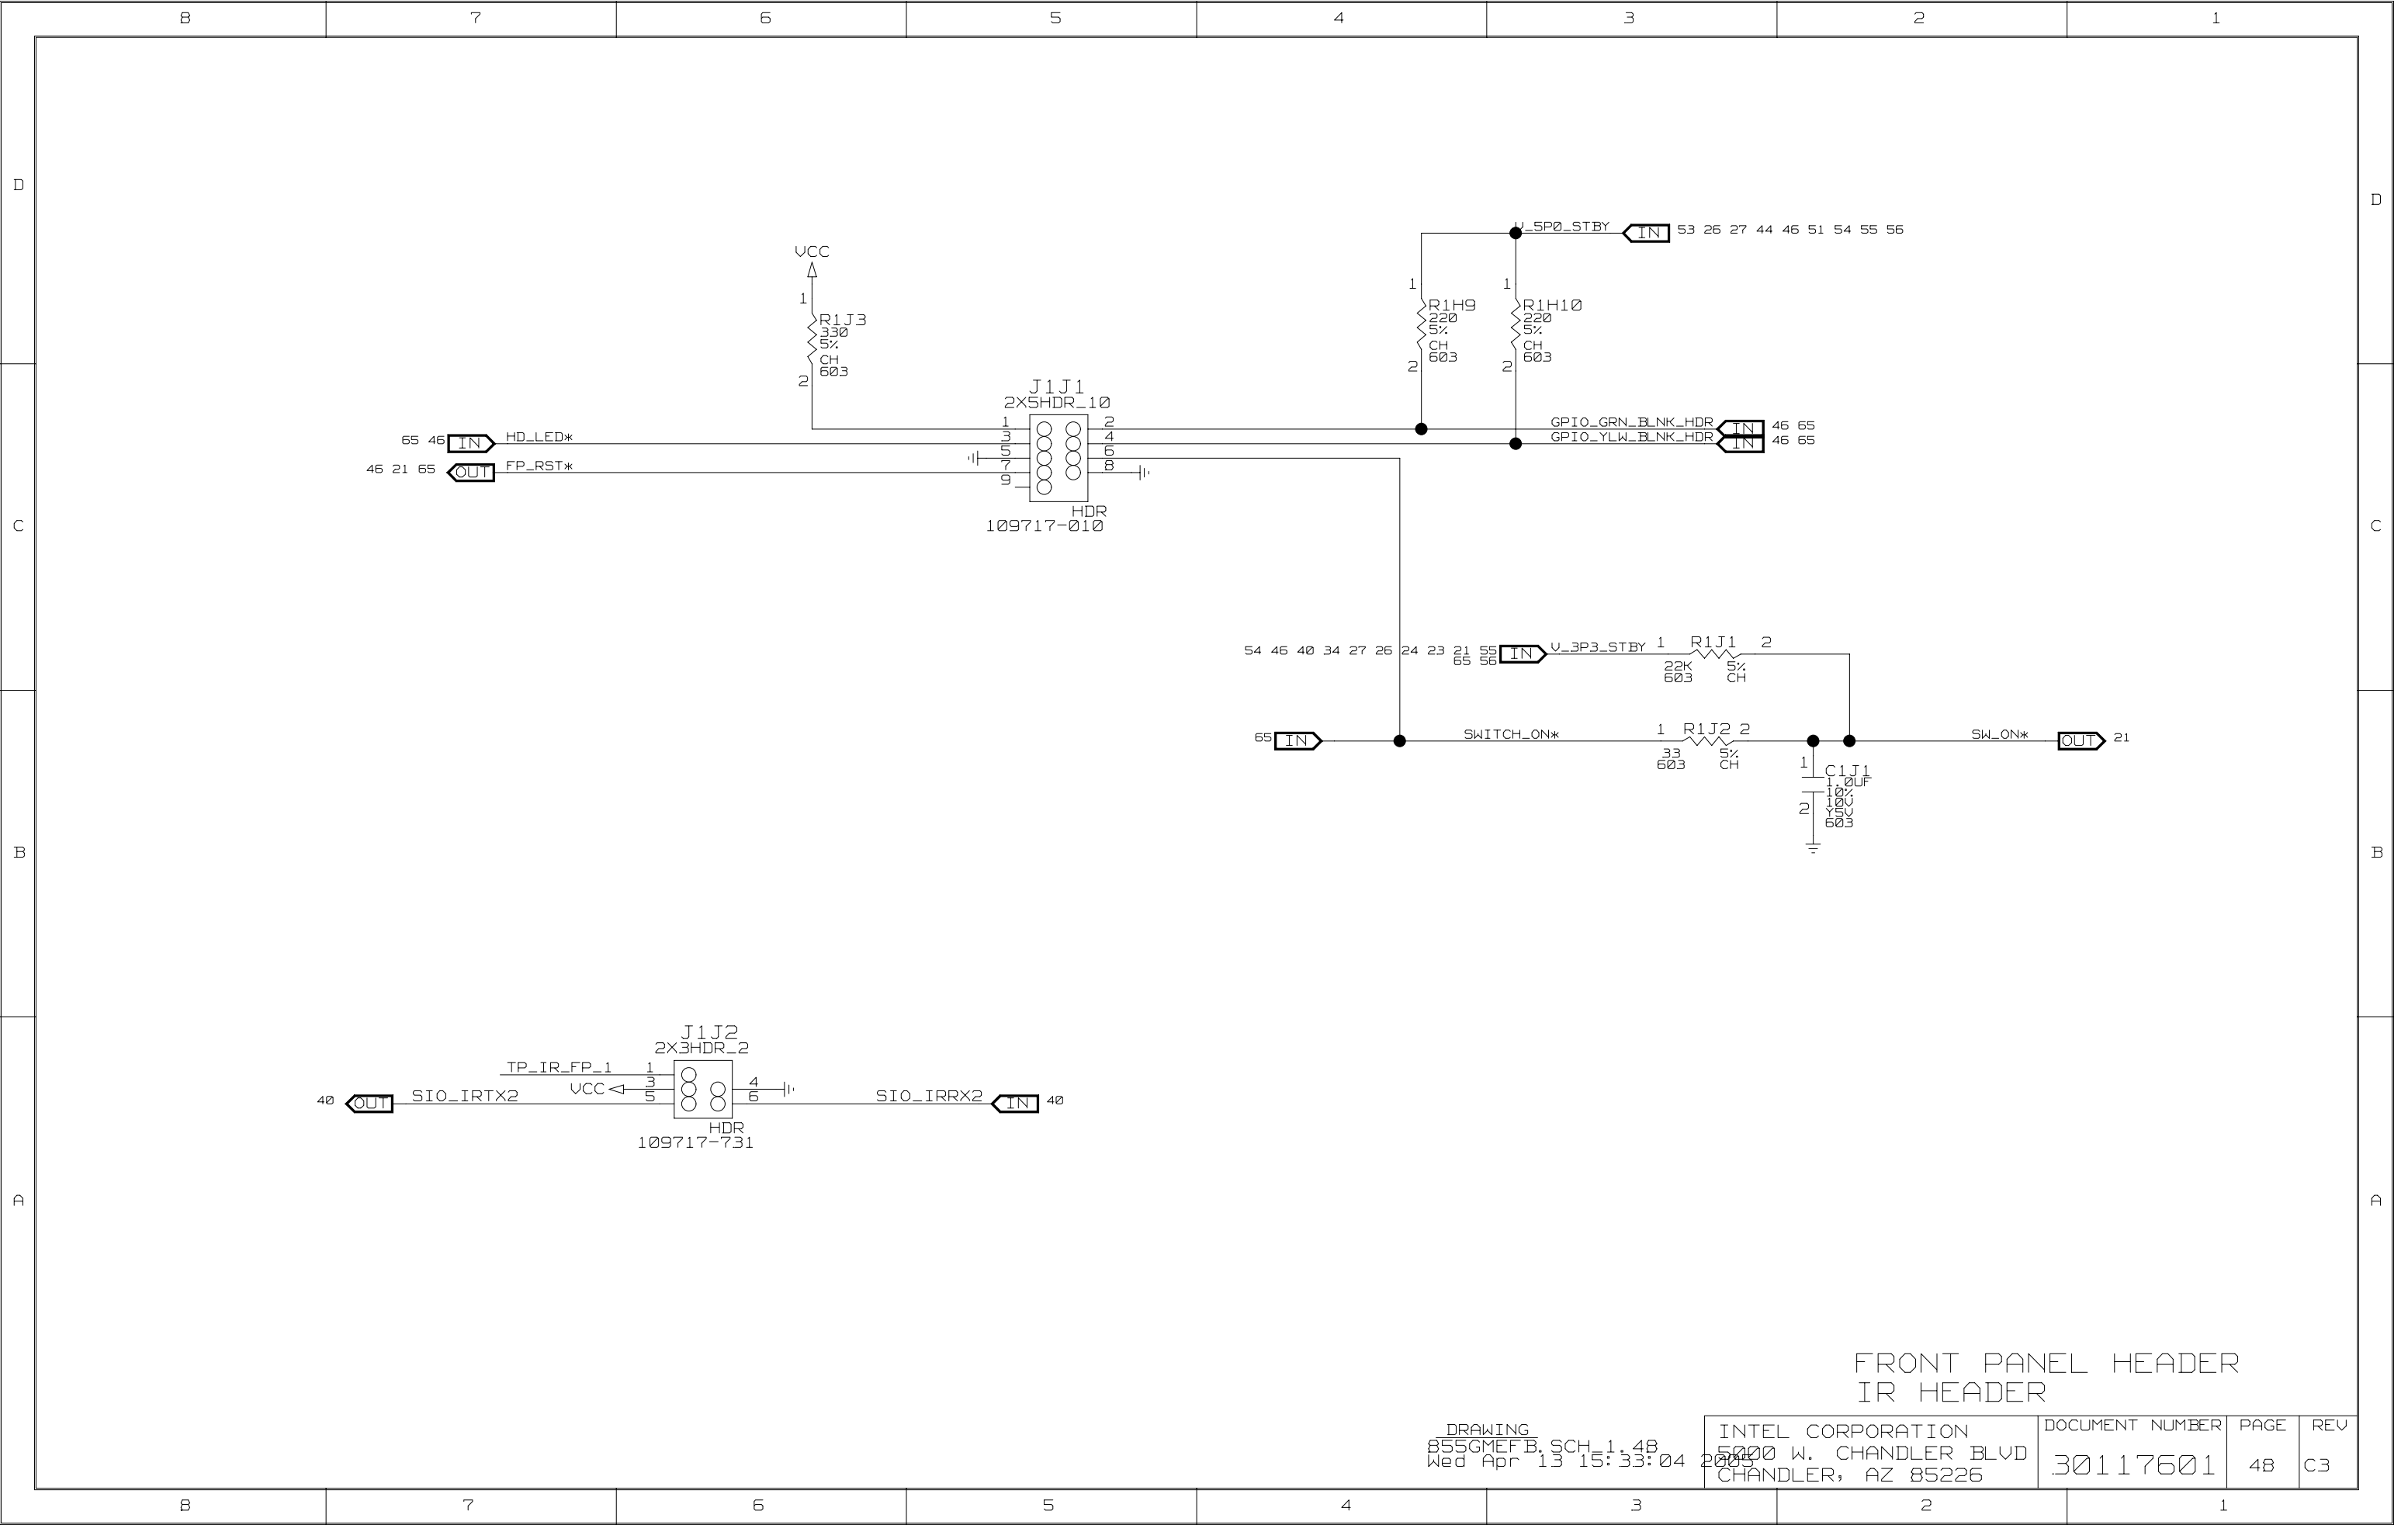 8 7 6 5 4 3 2 1
D
D
V_5P0_STBY
IN
53 26 27 44 46 51 54 55 56
VCC
1
R1J3
330
5%
CH
603
2
1
R1H9
220
5%
CH
603
2
1
R1H10
220
5%
CH
603
2
J1J1
2X5HDR_10
1
3
5
7
9
2
4
6
8
HDR
109717-010
65 46
IN
HD_LED*
46 21 65
OUT
FP_RST*
GPIO_GRN_BLNK_HDR
IN
46 65
GPIO_YLW_BLNK_HDR
IN
46 65
C
C
54 46 40 34 27 26 24 23 21 55
65 56
IN
V_3P3_STBY
1
R1J1
2
22K
5%
603
CH
65
IN
SWITCH_ON*
1
R1J2
2
33
5%
603
CH
SW_ON*
OUT
21
1
C1J1
1.0UF
10%
10V
Y5V
603
2
B
B
J1J2
2X3HDR_2
TP_IR_FP_1
1
VCC
3
4
40
OUT
SIO_IRTX2
5
6
SIO_IRRX2
IN
40
HDR
109717-731
A
A
FRONT PANEL HEADER
IR HEADER
DRAWING
855GMEFB.SCH_1.48
Wed Apr 13 15:33:04 2005
INTEL CORPORATION
5000 W. CHANDLER BLVD
CHANDLER, AZ 85226
DOCUMENT NUMBER
30117601
PAGE
48
REV
C3
8 7 6 5 4 3 2 1